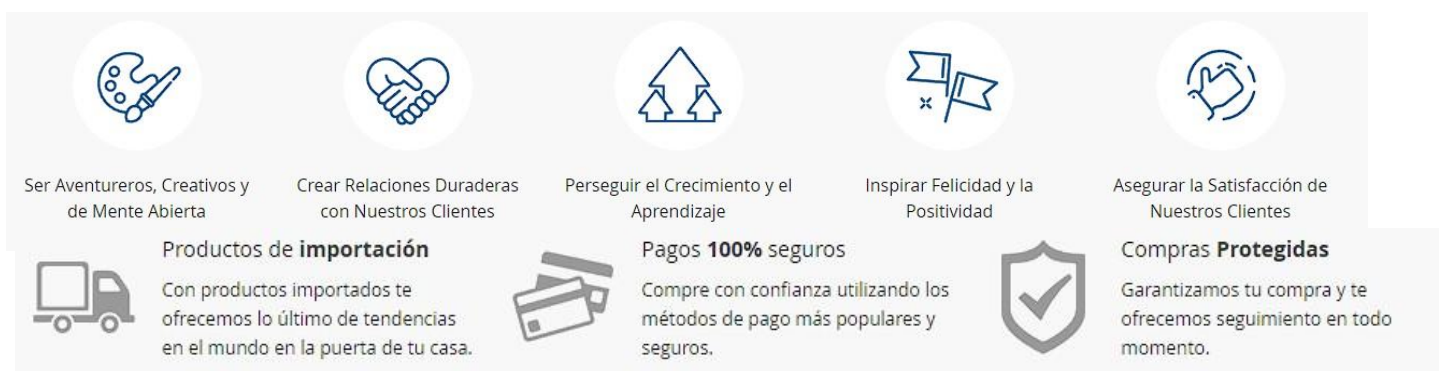 Ser Aventureros, Creativos y
de Mente Abierta
Crear Relaciones Duraderas
con Nuestros Clientes
Perseguir el Crecimiento y el
Aprendizaje
Inspirar Felicidad y la
Positividad
Asegurar la Satisfacción de
Nuestros Clientes
Productos de importación
Con productos importados te
ofrecemos lo último de tendencias
en el mundo en la puerta de tu casa.
Pagos 100% seguros
Compre con confianza utilizando los
métodos de pago más populares y
seguros.
Compras Protegidas
Garantizamos tu compra y te
ofrecemos seguimiento en todo
momento.